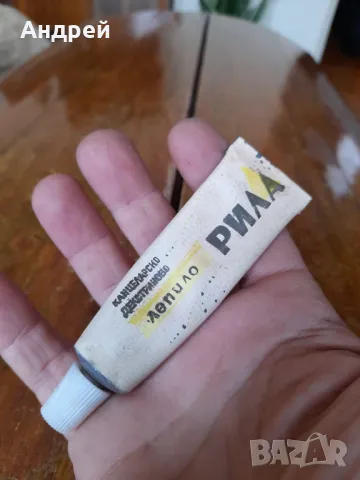 Андрей
КАНЦЕЛАРСКО
ДЕКСТРИНОВО
лепило
РИЛА
BAZAR